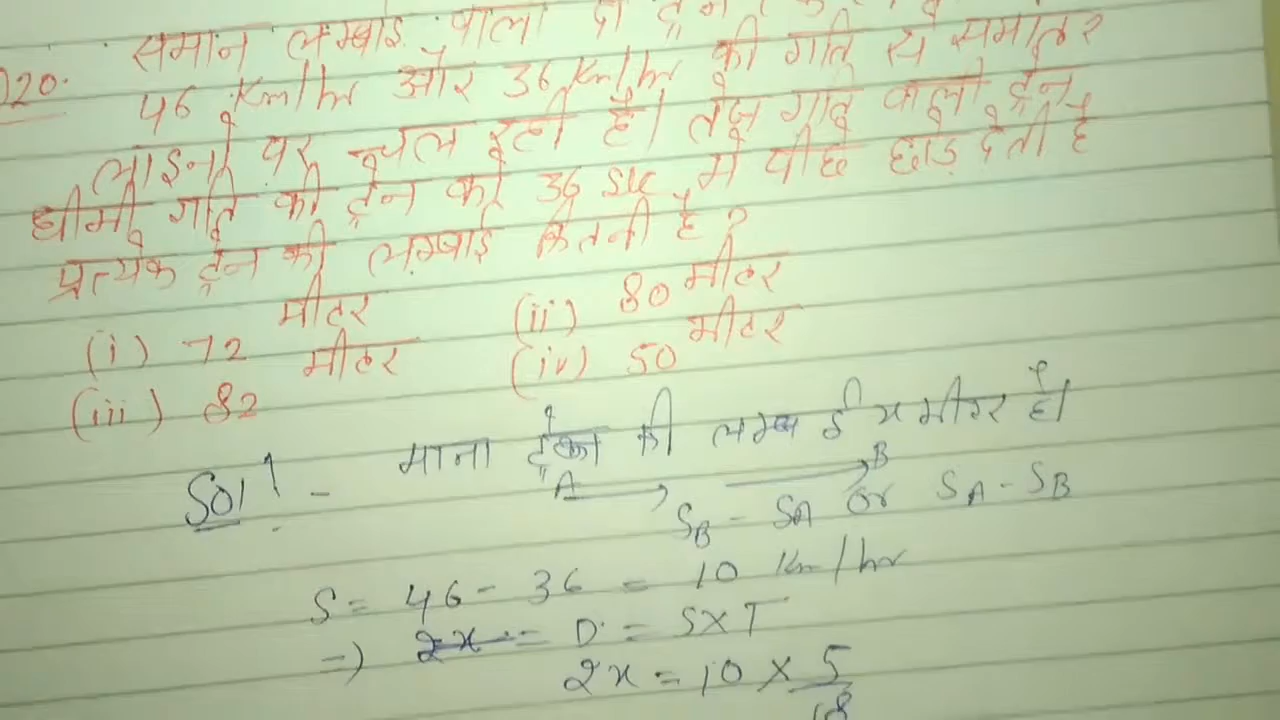 समान लम्बाई वाली दो ट्रेन
Q20. 46 Km/hr और 36 Km/hr की गति से समांतर
लाइनों पर चल रही है। तेज गति वाली ट्रेन
धीमी गति की ट्रेन को 36 sec में पीछे छोड़ देती है
प्रत्येक ट्रेन की लम्बाई कितनी है?
(i) 72 मीटर (ii) 80 मीटर
(iii) 82 मीटर (iv) 50 मीटर
Sol! - माना ट्रेन की लम्बाई x मीटर है।
A B
SB - SA or SA - SB
S = 46 - 36 = 10 Km/hr
=) 2x = D = S X T
2x = 10 X 5/18